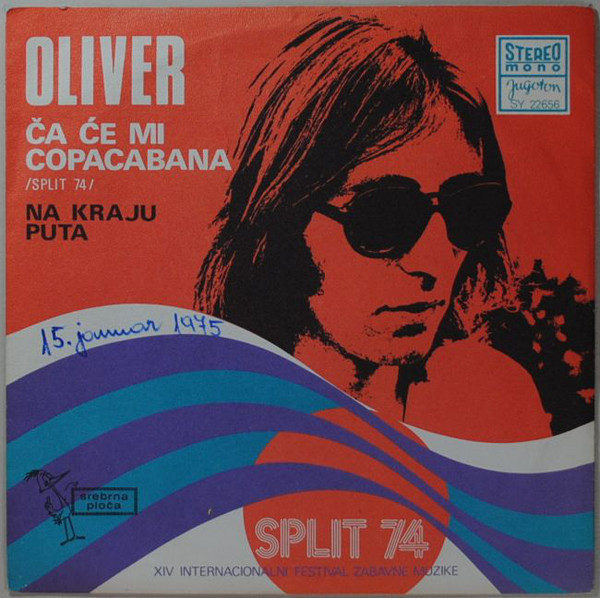 OLIVER
ČA ĆE MI
COPACABANA
/SPLIT 74/
NA KRAJU
PUTA
STEREO
mono
Jugoton
SY 22656
15. januar 1975
srebrna
ploča
SPLIT 74
XIV INTERNACIONALNI FESTIVAL ZABAVNE MUZIKE